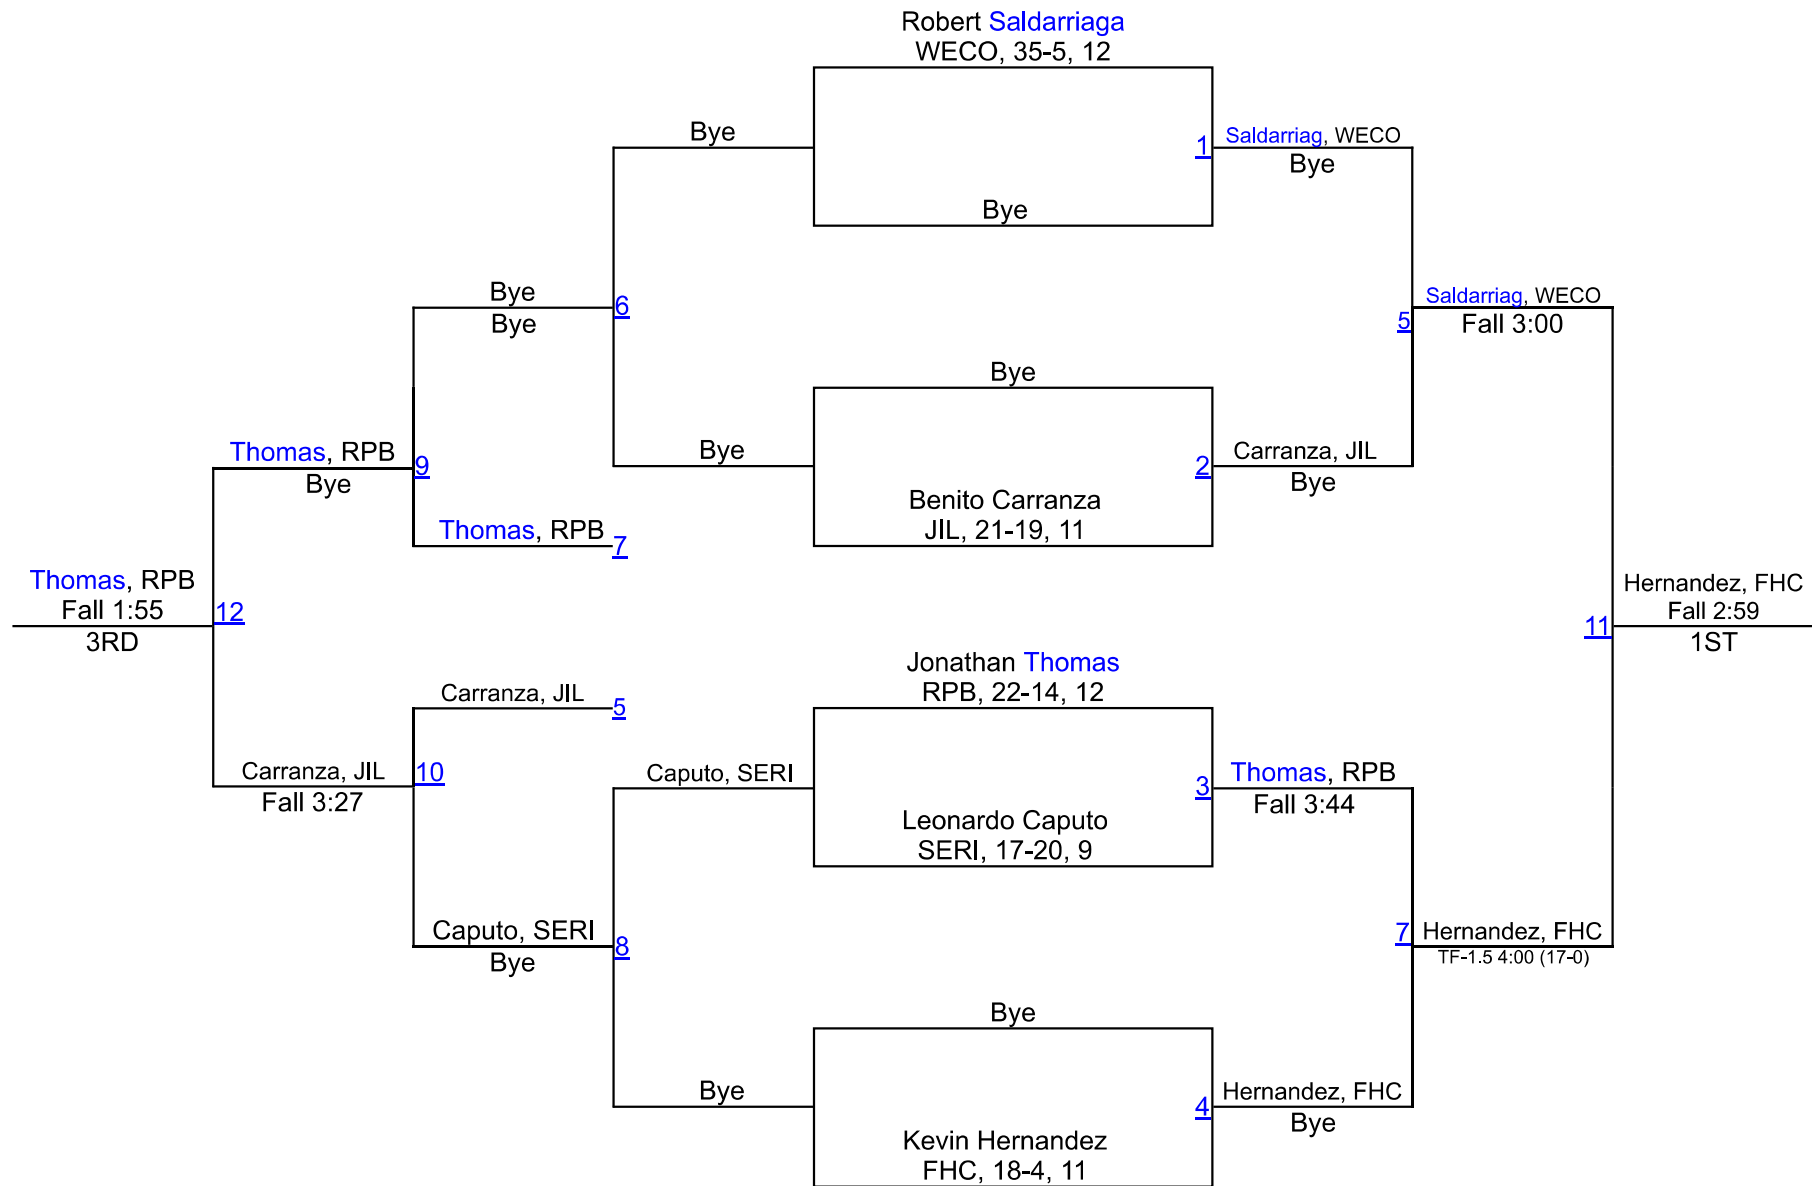 Robert Saldarriaga
WECO, 35-5, 12
Bye
1
Saldarriag, WECO
Bye
Bye
Bye
Bye
6
Saldarriag, WECO
5
Fall 3:00
Bye
Thomas, RPB
9
Bye
Bye
2
Carranza, JIL
Bye
Benito Carranza
JIL, 21-19, 11
Thomas, RPB
7
Thomas, RPB
Fall 1:55
12
3RD
Hernandez, FHC
Fall 2:59
11
1ST
Jonathan Thomas
RPB, 22-14, 12
Carranza, JIL
5
Carranza, JIL
10
Fall 3:27
Caputo, SERI
3
Thomas, RPB
Fall 3:44
Leonardo Caputo
SERI, 17-20, 9
Caputo, SERI
8
Bye
7
Hernandez, FHC
TF-1.5 4:00 (17-0)
Bye
Bye
4
Hernandez, FHC
Bye
Kevin Hernandez
FHC, 18-4, 11